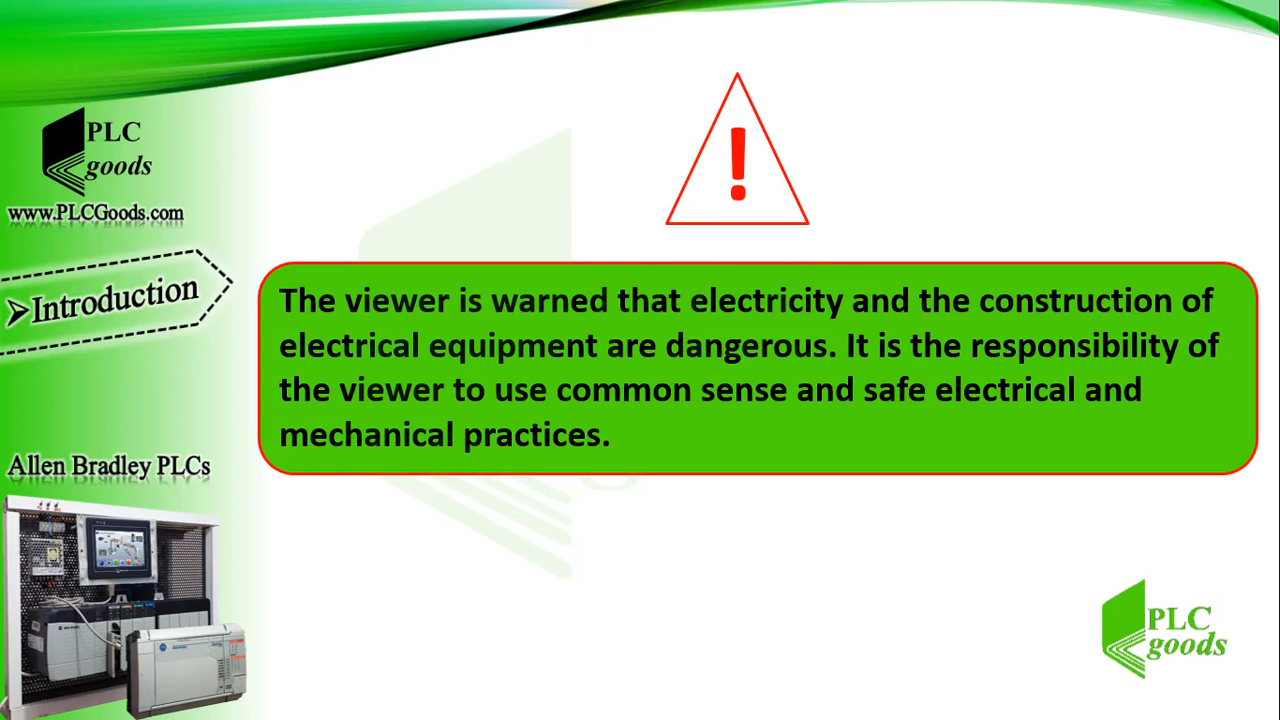 PLC
goods
www.PLCGoods.com
➢Introduction
!
The viewer is warned that electricity and the construction of
electrical equipment are dangerous. It is the responsibility of
the viewer to use common sense and safe electrical and
mechanical practices.
Allen Bradley PLCs
PLC
goods